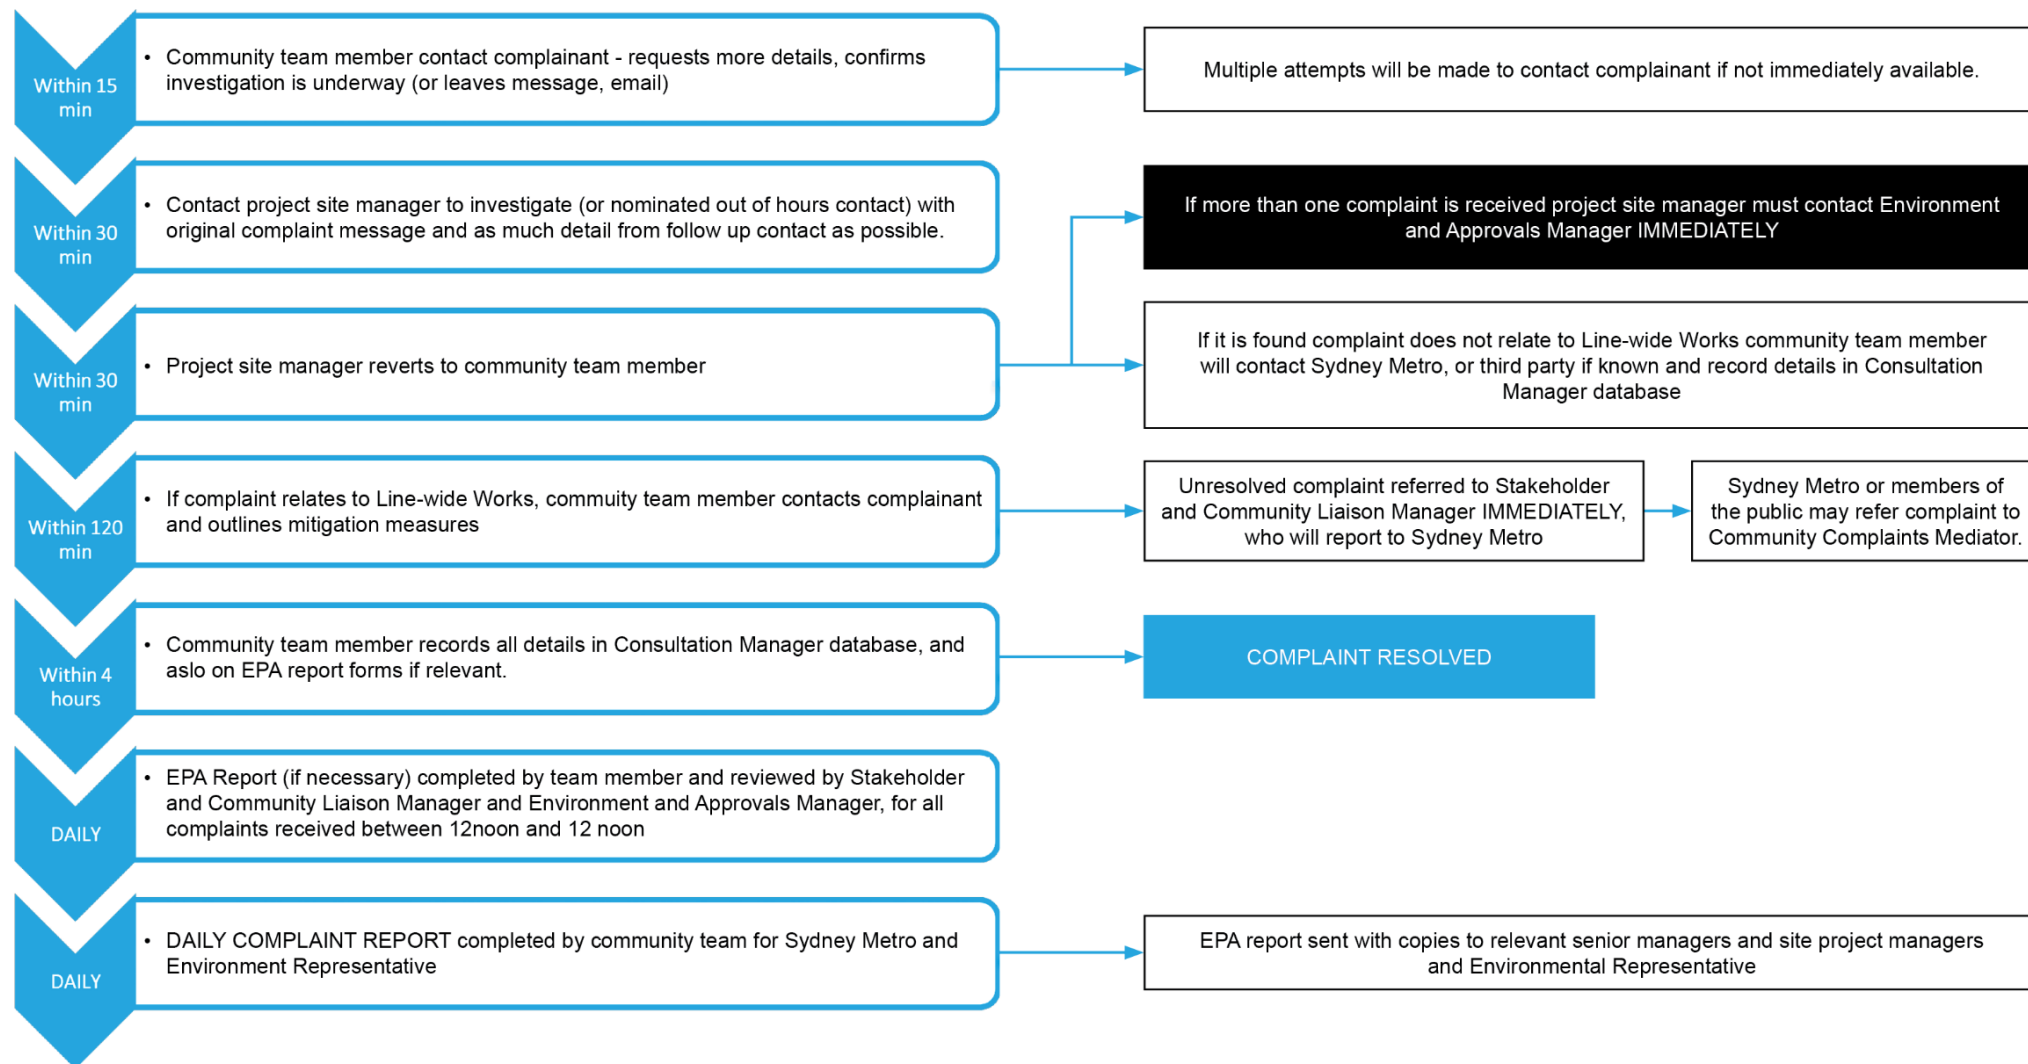 Within 15
min
• Community team member contact complainant - requests more details, confirms
investigation is underway (or leaves message, email)
Multiple attempts will be made to contact complainant if not immediately available.
Within 30
min
• Contact project site manager to investigate (or nominated out of hours contact) with
original complaint message and as much detail from follow up contact as possible.
If more than one complaint is received project site manager must contact Environment
and Approvals Manager IMMEDIATELY
Within 30
min
• Project site manager reverts to community team member
If it is found complaint does not relate to Line-wide Works community team member
will contact Sydney Metro, or third party if known and record details in Consultation
Manager database
Within 120
min
• If complaint relates to Line-wide Works, commuity team member contacts complainant
and outlines mitigation measures
Unresolved complaint referred to Stakeholder
and Community Liaison Manager IMMEDIATELY,
who will report to Sydney Metro
Sydney Metro or members of
the public may refer complaint to
Community Complaints Mediator.
Within 4
hours
• Community team member records all details in Consultation Manager database, and
aslo on EPA report forms if relevant.
COMPLAINT RESOLVED
DAILY
• EPA Report (if necessary) completed by team member and reviewed by Stakeholder
and Community Liaison Manager and Environment and Approvals Manager, for all
complaints received between 12noon and 12 noon
DAILY
• DAILY COMPLAINT REPORT completed by community team for Sydney Metro and
Environment Representative
EPA report sent with copies to relevant senior managers and site project managers
and Environmental Representative